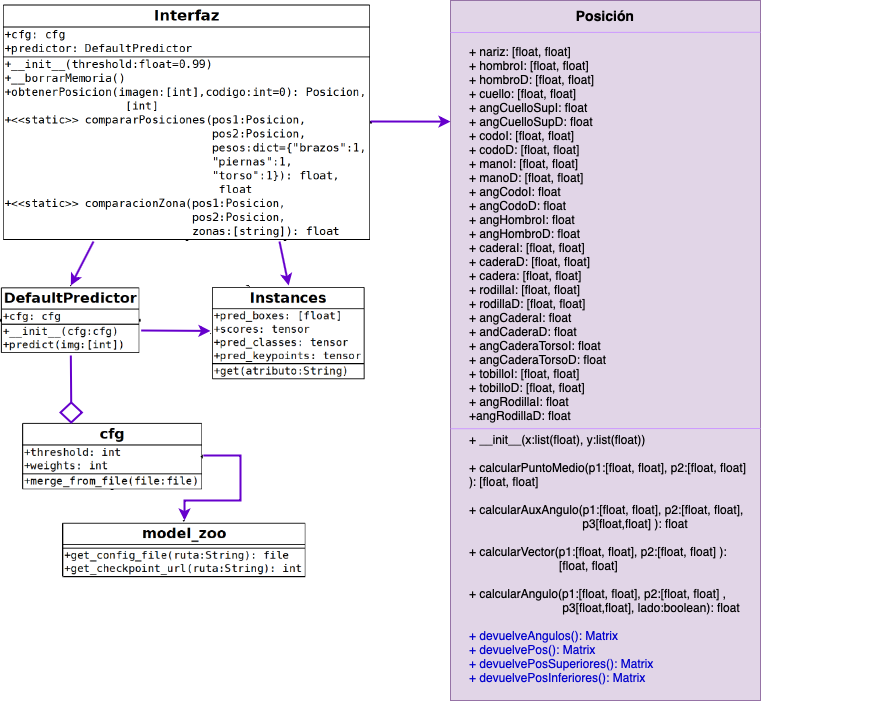 Interfaz
+cfg: cfg
+predictor: DefaultPredictor
+__init__(threshold:float=0.99)
+__borrarMemoria()
+obtenerPosicion(imagen:[int],codigo:int=0): Posicion,
[int]
+<<static>> compararPosiciones(pos1:Posicion,
pos2:Posicion,
pesos:dict={"brazos":1,
"piernas":1,
"torso":1}): float,
float
+<<static>> comparacionZona(pos1:Posicion,
pos2:Posicion,
zonas:[string]): float
DefaultPredictor
+cfg: cfg
+__init__(cfg:cfg)
+predict(img:[int])
Instances
+pred_boxes: [float]
+scores: tensor
+pred_classes: tensor
+pred_keypoints: tensor
+get(atributo:String)
cfg
+threshold: int
+weights: int
+merge_from_file(file:file)
model_zoo
+get_config_file(ruta:String): file
+get_checkpoint_url(ruta:String): int
Posición
+ nariz: [float, float]
+ hombroI: [float, float]
+ hombroD: [float, float]
+ cuello: [float, float]
+ angCuelloSupI: float
+ angCuelloSupD: float
+ codoI: [float, float]
+ codoD: [float, float]
+ manoI: [float, float]
+ manoD: [float, float]
+ angCodoI: float
+ angCodoD: float
+ angHombroI: float
+ angHombroD: float
+ caderaI: [float, float]
+ caderaD: [float, float]
+ cadera: [float, float]
+ rodillaI: [float, float]
+ rodillaD: [float, float]
+ angCaderaI: float
+ andCaderaD: float
+ angCaderaTorsoI: float
+ angCaderaTorsoD: float
+ tobilloI: [float, float]
+ tobilloD: [float, float]
+ angRodillaI: float
+angRodillaD: float
+ __init__(x:list(float), y:list(float))
+ calcularPuntoMedio(p1:[float, float], p2:[float, float]
): [float, float]
+ calcularAuxAngulo(p1:[float, float], p2:[float, float],
p3[float,float] ): float
+ calcularVector(p1:[float, float], p2:[float, float] ):
[float, float]
+ calcularAngulo(p1:[float, float], p2:[float, float] ,
p3[float,float], lado:boolean): float
+ devuelveAngulos(): Matrix
+ devuelvePos(): Matrix
+ devuelvePosSuperiores(): Matrix
+ devuelvePosInferiores(): Matrix